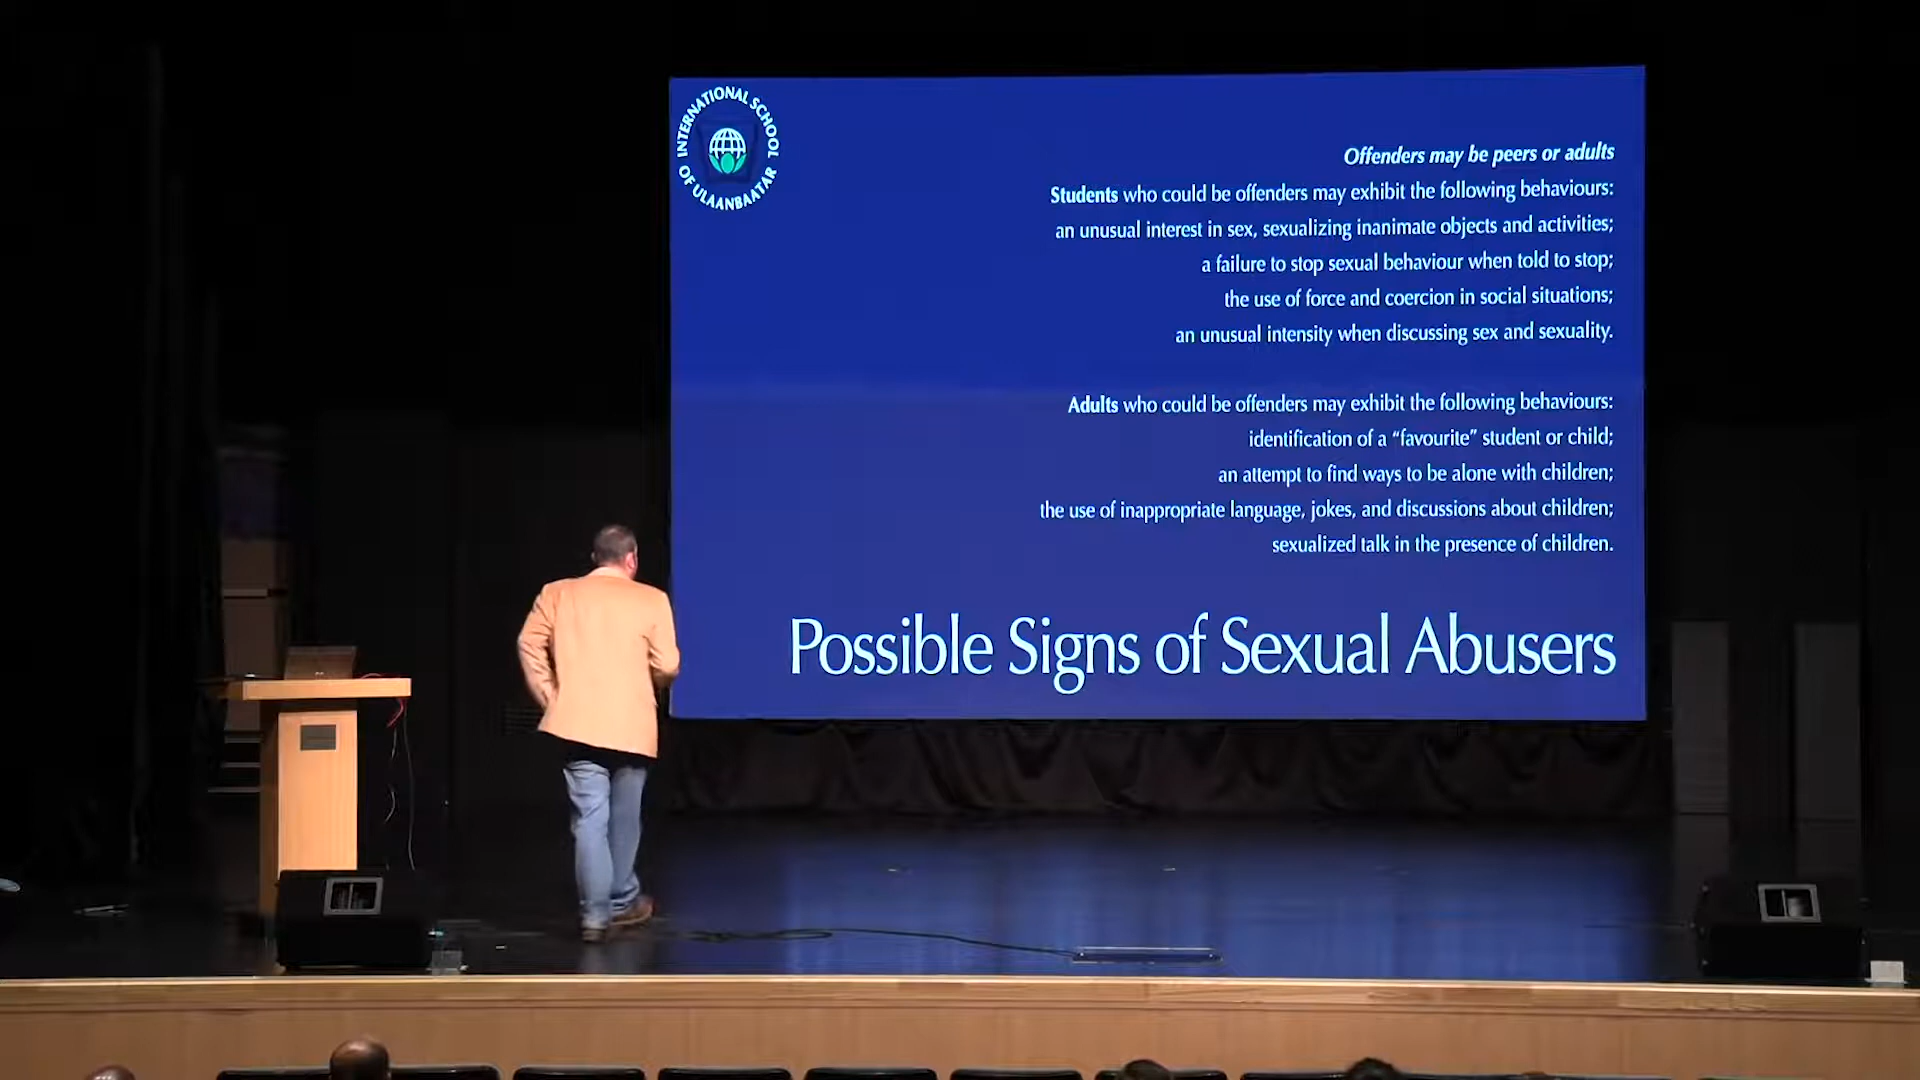 INTERNATIONAL SCHOOL
OF ULAANBAATAR
Offenders may be peers or adults
Students who could be offenders may exhibit the following behaviours:
an unusual interest in sex, sexualizing inanimate objects and activities;
a failure to stop sexual behaviour when told to stop;
the use of force and coercion in social situations;
an unusual intensity when discussing sex and sexuality.
Adults who could be offenders may exhibit the following behaviours:
identification of a “favourite” student or child;
an attempt to find ways to be alone with children;
the use of inappropriate language, jokes, and discussions about children;
sexualized talk in the presence of children.
Possible Signs of Sexual Abusers